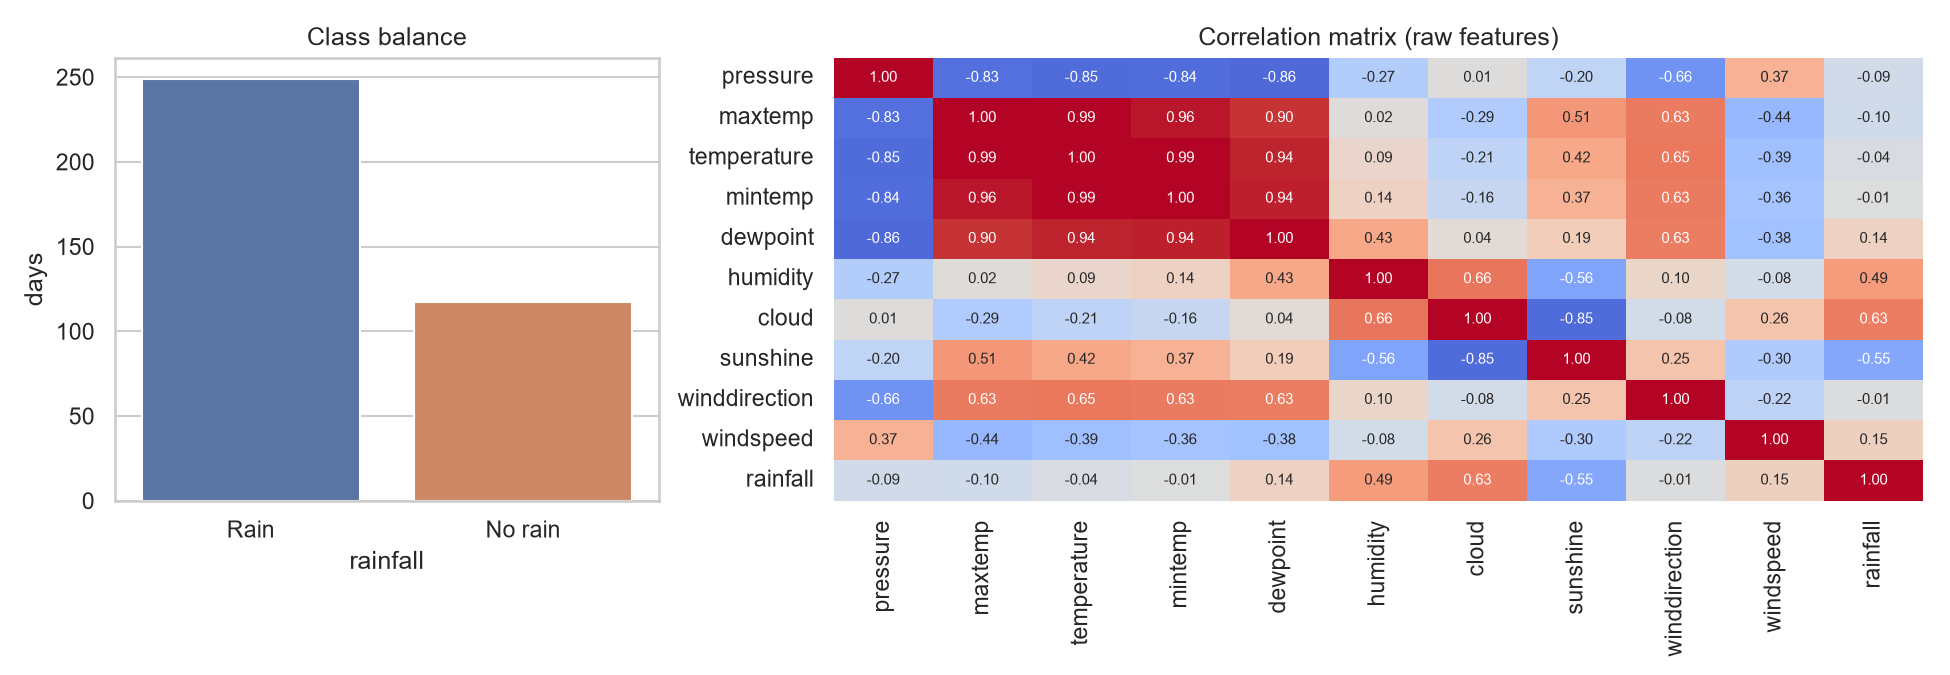 Class balance
250
200
150
100
50
0
days
Rain No rain
rainfall
Correlation matrix (raw features)
pressure 1.00 -0.83 -0.85 -0.84 -0.86 -0.27 0.01 -0.20 -0.66 0.37 -0.09
maxtemp -0.83 1.00 0.99 0.96 0.90 0.02 -0.29 0.51 0.63 -0.44 -0.10
temperature -0.85 0.99 1.00 0.99 0.94 0.09 -0.21 0.42 0.65 -0.39 -0.04
mintemp -0.84 0.96 0.99 1.00 0.94 0.14 -0.16 0.37 0.63 -0.36 -0.01
dewpoint -0.86 0.90 0.94 0.94 1.00 0.43 0.04 0.19 0.63 -0.38 0.14
humidity -0.27 0.02 0.09 0.14 0.43 1.00 0.66 -0.56 0.10 -0.08 0.49
cloud 0.01 -0.29 -0.21 -0.16 0.04 0.66 1.00 -0.85 -0.08 0.26 0.63
sunshine -0.20 0.51 0.42 0.37 0.19 -0.56 -0.85 1.00 0.25 -0.30 -0.55
winddirection -0.66 0.63 0.65 0.63 0.63 0.10 -0.08 0.25 1.00 -0.22 -0.01
windspeed 0.37 -0.44 -0.39 -0.36 -0.38 -0.08 0.26 -0.30 -0.22 1.00 0.15
rainfall -0.09 -0.10 -0.04 -0.01 0.14 0.49 0.63 -0.55 -0.01 0.15 1.00
pressure maxtemp temperature mintemp dewpoint humidity cloud sunshine winddirection windspeed rainfall